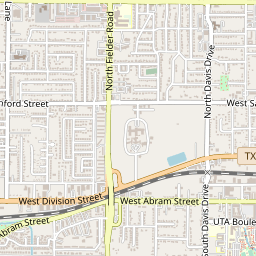 Lane
North Fielder Road
North Davis Drive
nford Street
West Sa
TX
West Division Street
West Abram Street
Abram Street
South Davis Drive
UTA Boule